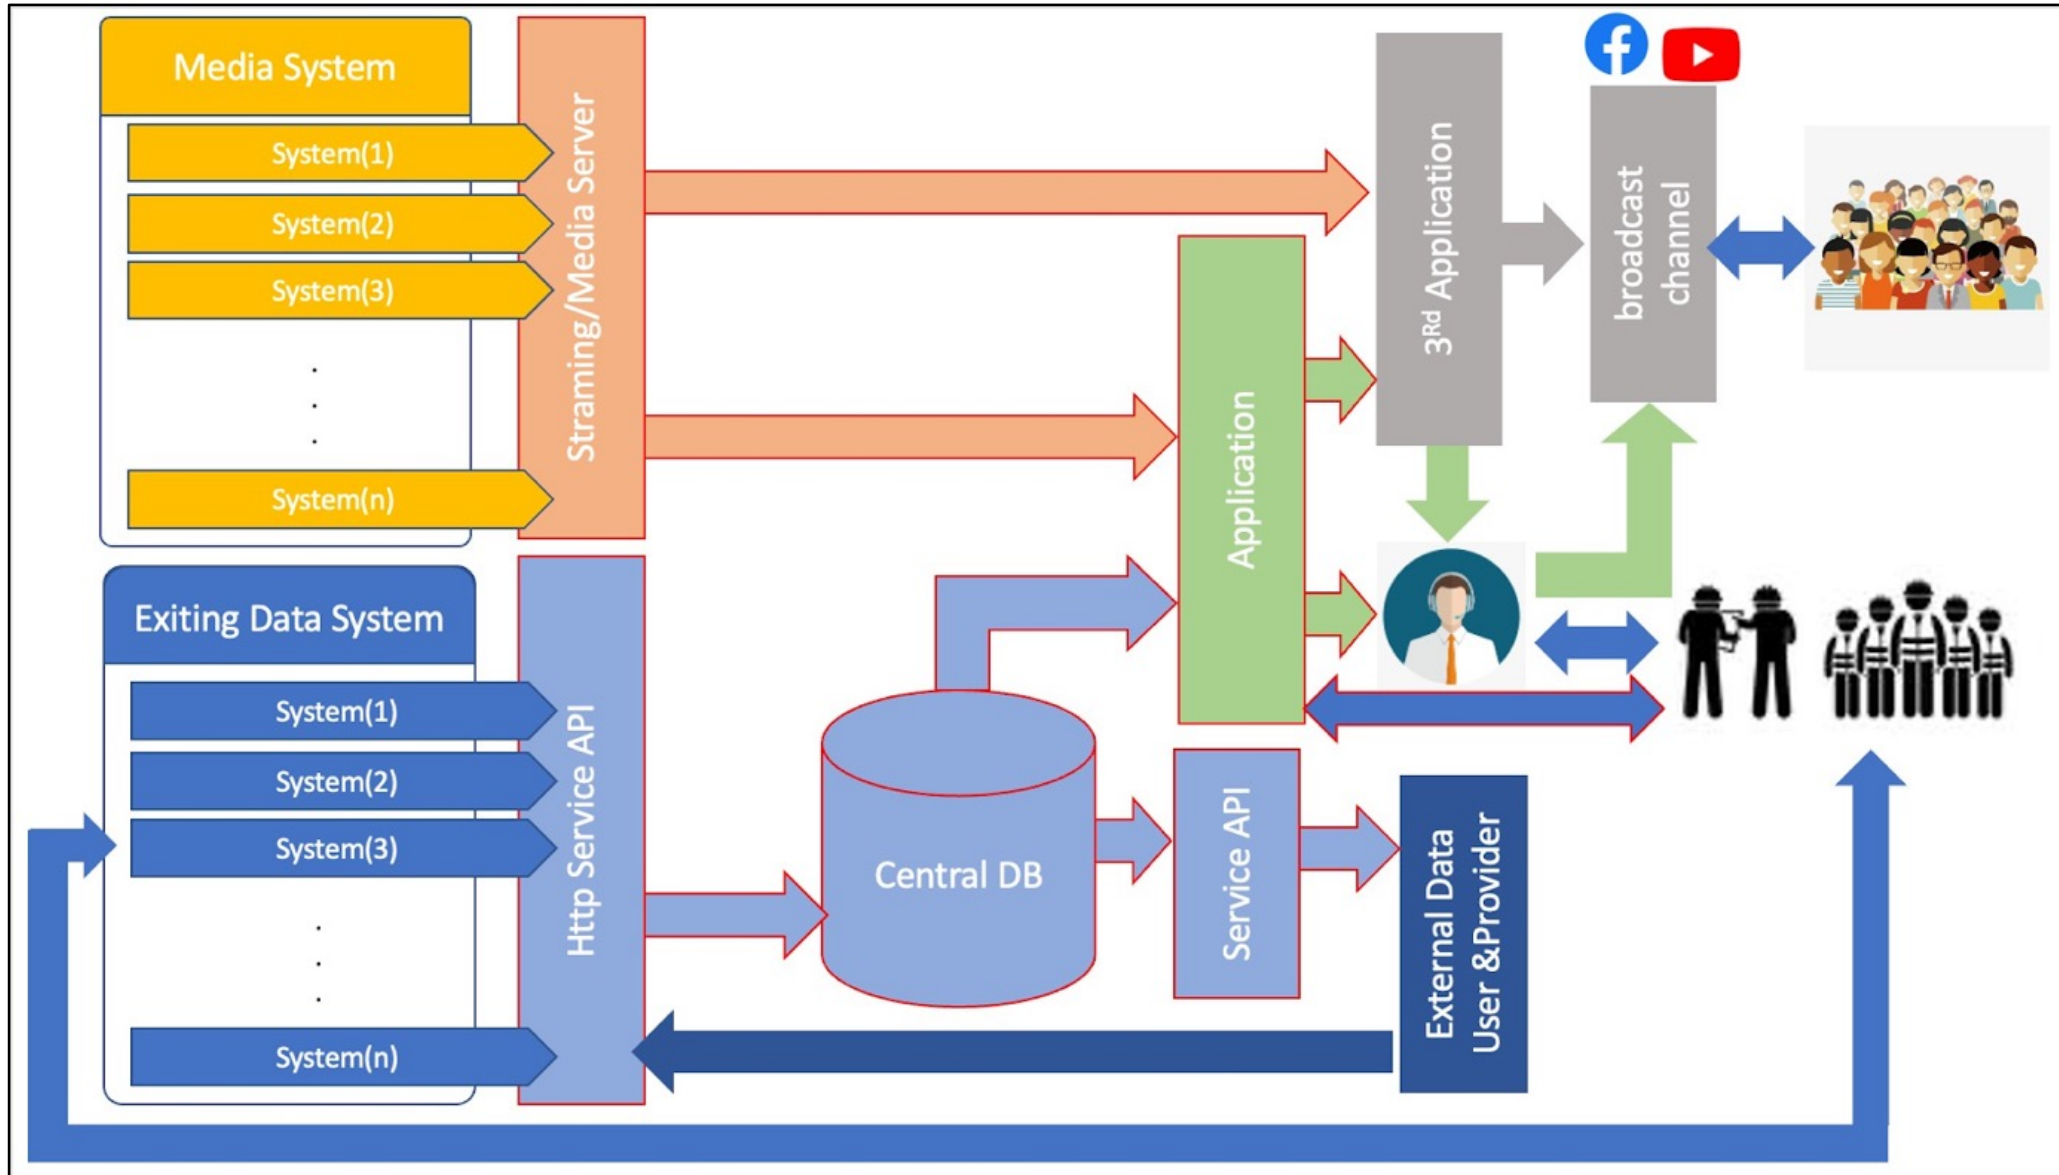 Media System
System(1)
System(2)
System(3)
.
.
.
System(n)
Straming/Media Server
Exiting Data System
System(1)
System(2)
System(3)
.
.
.
System(n)
Http Service API
Central DB
Application
Service API
3Rd Application
broadcast
channel
External Data
User &Provider